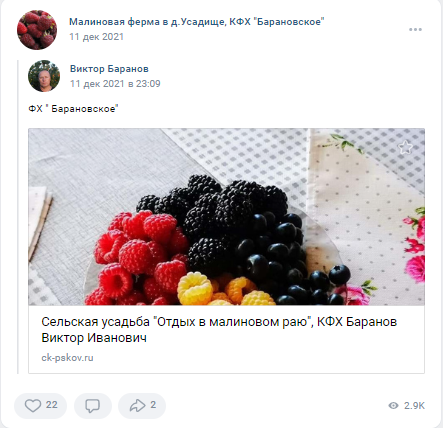 Малиновая ферма в д.Усадище, КФХ "Барановское"
11 дек 2021
Виктор Баранов
11 дек 2021 в 23:09
ФХ " Барановское"
Сельская усадьба "Отдых в малиновом раю", КФХ Баранов
Виктор Иванович
ck-pskov.ru
22
2
2.9K